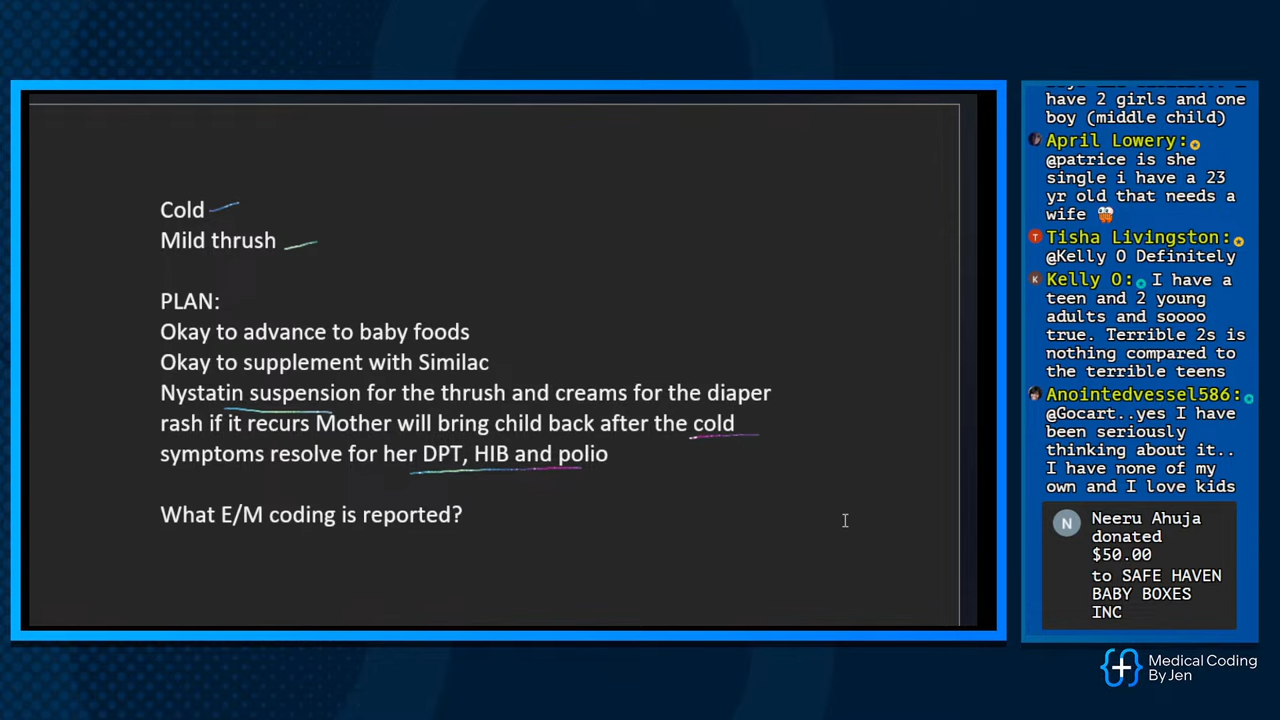 Cold
Mild thrush
PLAN:
Okay to advance to baby foods
Okay to supplement with Similac
Nystatin suspension for the thrush and creams for the diaper
rash if it recurs Mother will bring child back after the cold
symptoms resolve for her DPT, HIB and polio
What E/M coding is reported?
have 2 girls and one
boy (middle child)
April Lowery:
@patrice is she
single i have a 23
yr old that needs a
wife
T
Tisha Livingston:
@Kelly O Definitely
K
Kelly O: I have a
teen and 2 young
adults and soooo
true. Terrible 2s is
nothing compared to
the terrible teens
Anointedvessel586:
@Gocart..yes I have
been seriously
thinking about it..
I have none of my
own and I love kids
N
Neeru Ahuja
donated
$50.00
to SAFE HAVEN
BABY BOXES
INC
Medical Coding
By Jen